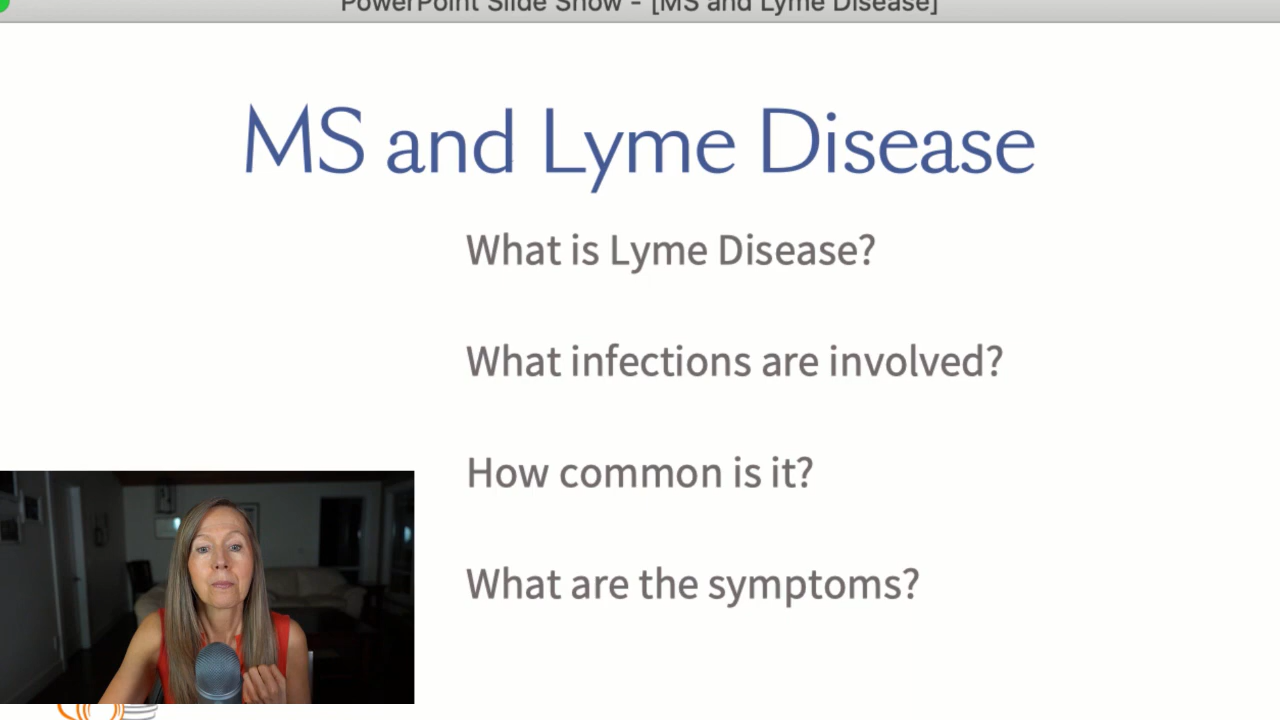 PowerPoint Slide Show - [MS and Lyme Disease]
MS and Lyme Disease
What is Lyme Disease?
What infections are involved?
How common is it?
What are the symptoms?